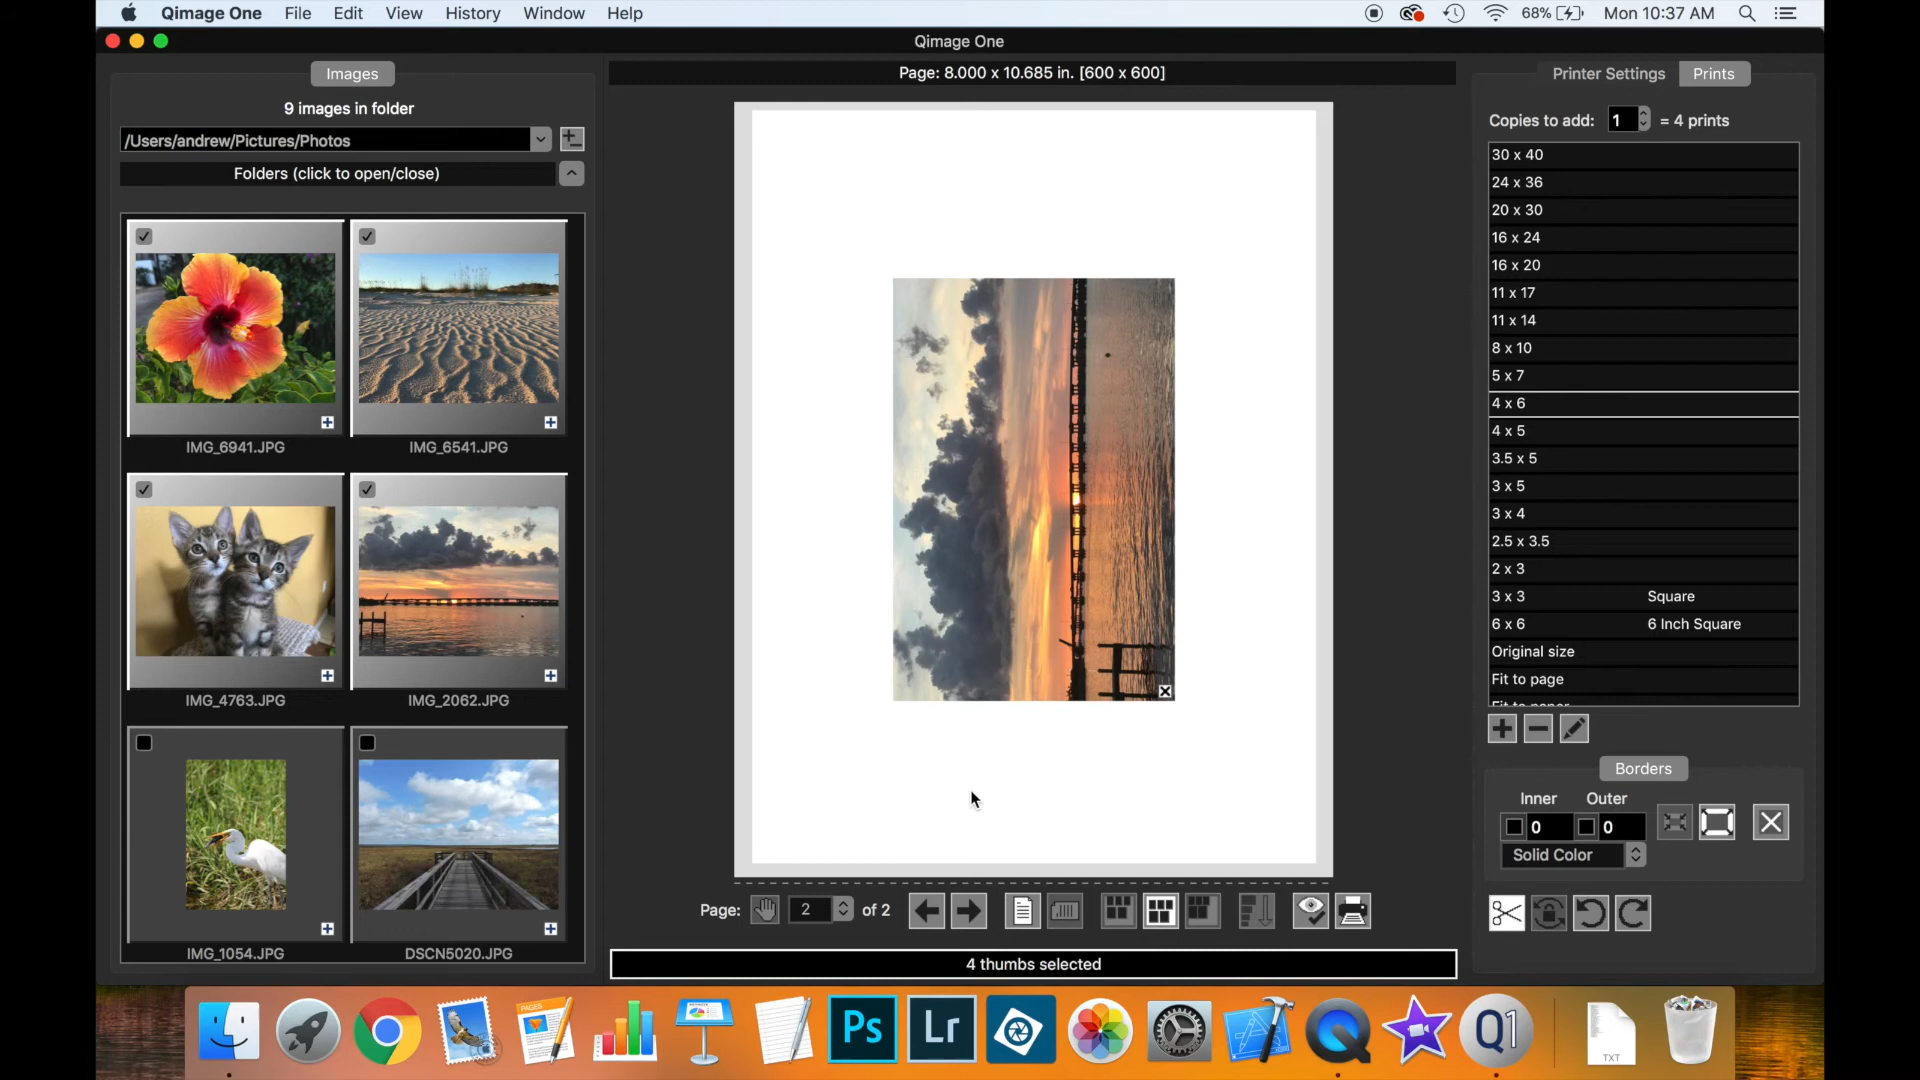 Qimage One File Edit View History Window Help
68% Mon 10:37 AM
Qimage One
Images
9 images in folder
/Users/andrew/Pictures/Photos
Folders (click to open/close)
IMG_6941.JPG IMG_6541.JPG
IMG_4763.JPG IMG_2062.JPG
IMG_1054.JPG DSCN5020.JPG
Page: 8.000 x 10.685 in. [600 x 600]
Page: 2 of 2
4 thumbs selected
Printer Settings Prints
Copies to add: 1 = 4 prints
30 x 40
24 x 36
20 x 30
16 x 24
16 x 20
11 x 17
11 x 14
8 x 10
5 x 7
4 x 6
4 x 5
3.5 x 5
3 x 5
3 x 4
2.5 x 3.5
2 x 3
3 x 3 Square
6 x 6 6 Inch Square
Original size
Fit to page
Fit to paper
Borders
Inner Outer
0 0
Solid Color
PAGES
Ps Lr Q1 TXT